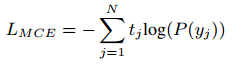 L_{MCE} = -\sum_{j=1}^{N} t_j \log(P(y_j))